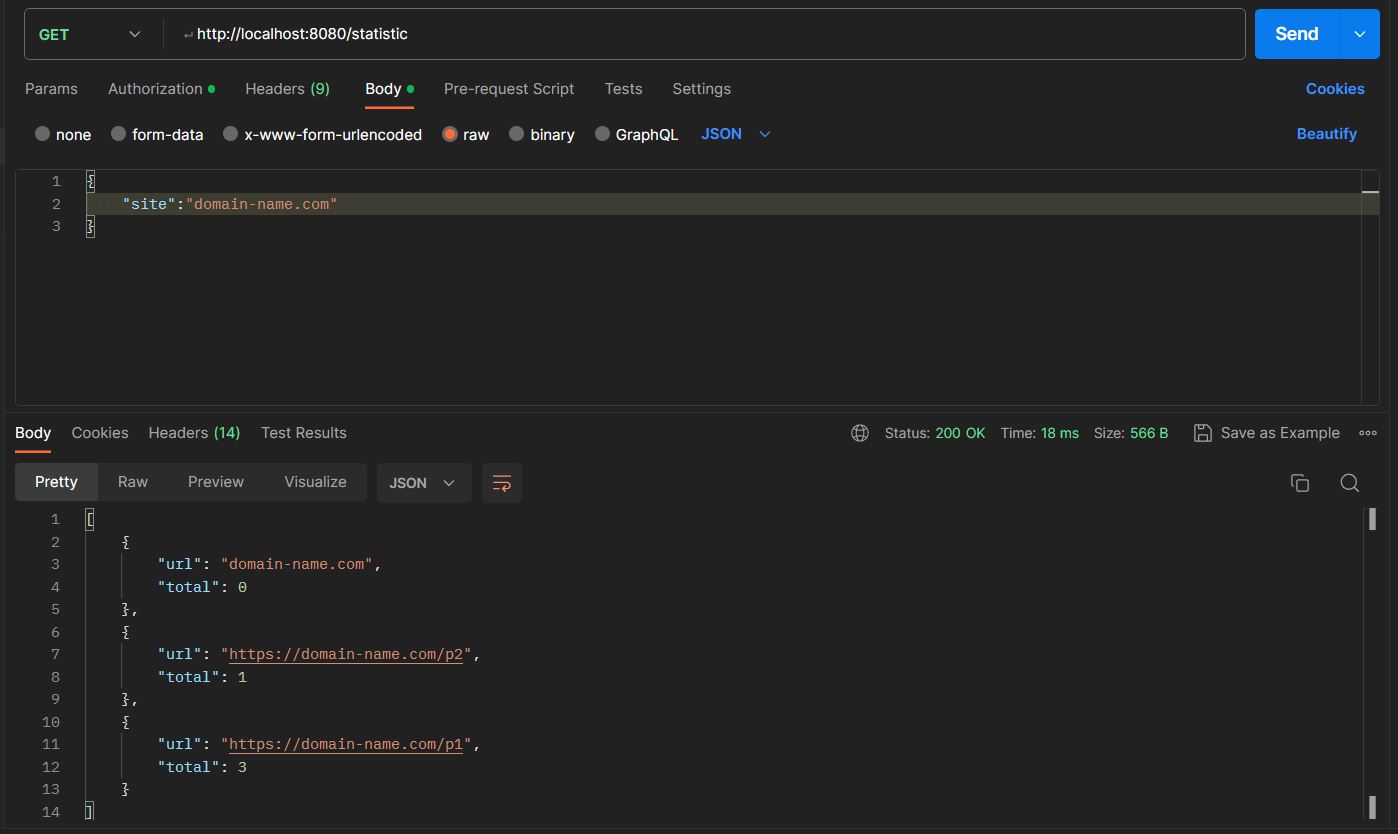 GET ↵http://localhost:8080/statistic Send
Params Authorization Headers (9) Body Pre-request Script Tests Settings Cookies
none form-data x-www-form-urlencoded raw binary GraphQL JSON Beautify
1 {
2 ····"site":"domain-name.com"
3 }
Body Cookies Headers (14) Test Results Status: 200 OK Time: 18 ms Size: 566 B Save as Example
Pretty Raw Preview Visualize JSON
1 [
2 {
3 "url": "domain-name.com",
4 "total": 0
5 },
6 {
7 "url": "https://domain-name.com/p2",
8 "total": 1
9 },
10 {
11 "url": "https://domain-name.com/p1",
12 "total": 3
13 }
14 ]